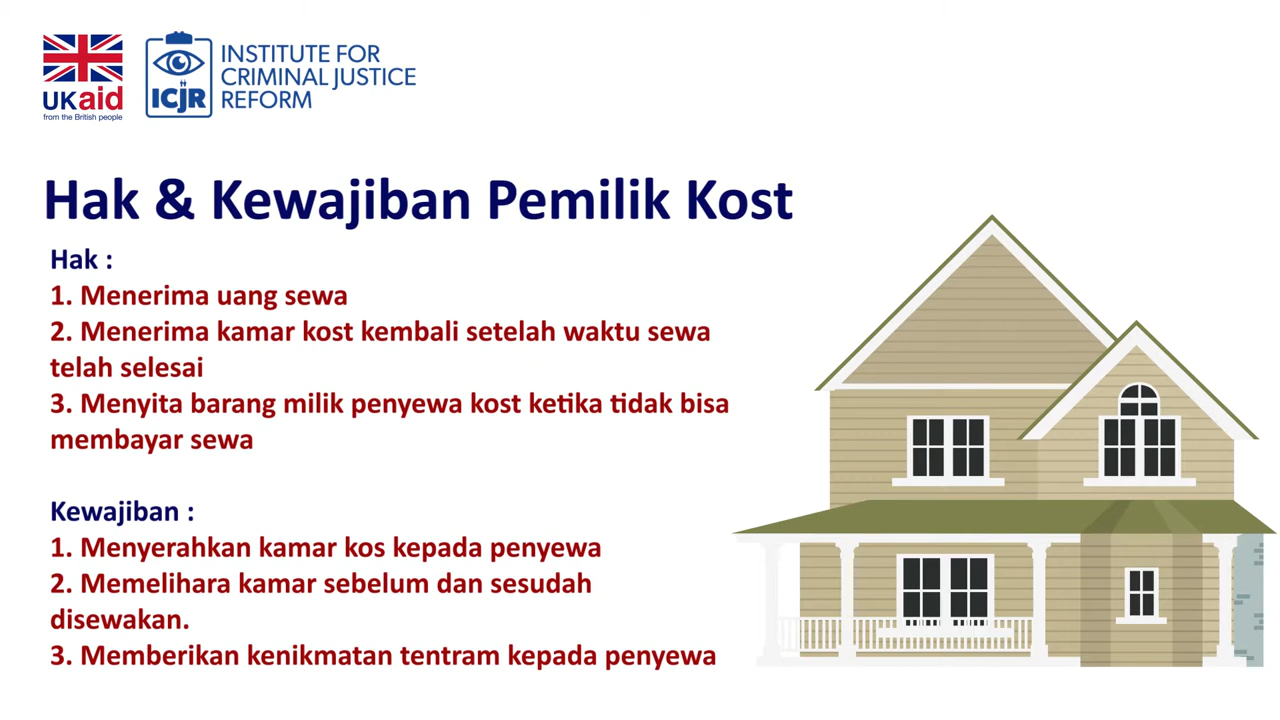 UKaid
from the British people
ICJR
INSTITUTE FOR
CRIMINAL JUSTICE
REFORM
Hak & Kewajiban Pemilik Kost
Hak :
1. Menerima uang sewa
2. Menerima kamar kost kembali setelah waktu sewa
telah selesai
3. Menyita barang milik penyewa kost ketika tidak bisa
membayar sewa
Kewajiban :
1. Menyerahkan kamar kos kepada penyewa
2. Memelihara kamar sebelum dan sesudah
disewakan.
3. Memberikan kenikmatan tentram kepada penyewa